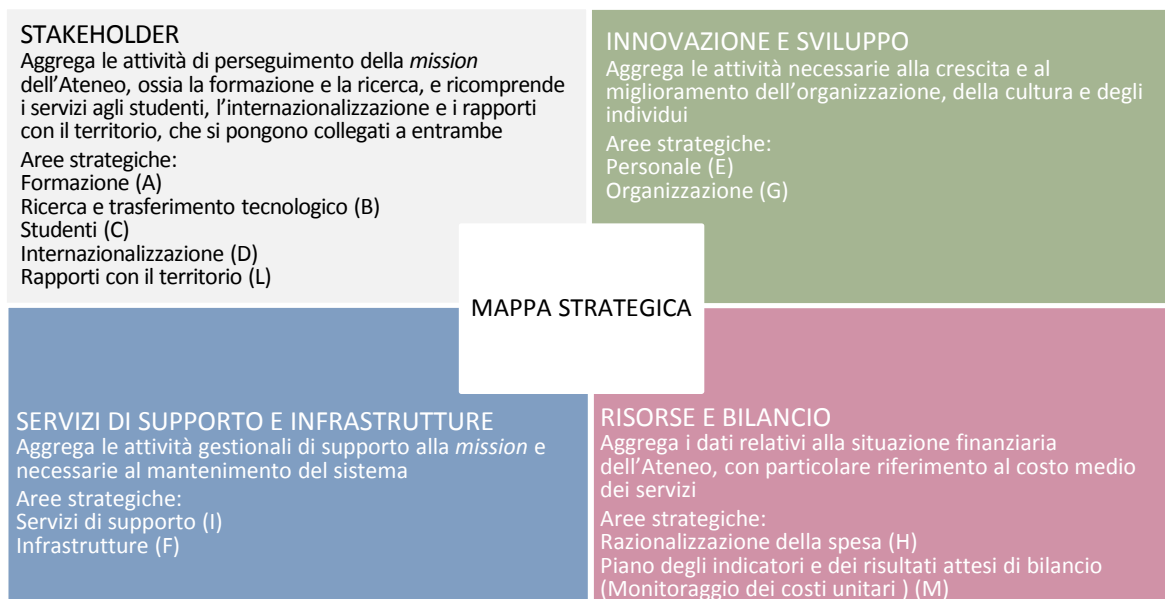 STAKEHOLDER
Aggrega le attività di perseguimento della mission
dell'Ateneo, ossia la formazione e la ricerca, e ricomprende
i servizi agli studenti, l'internazionalizzazione e i rapporti
con il territorio, che si pongono collegati a entrambe
Aree strategiche:
Formazione (A)
Ricerca e trasferimento tecnologico (B)
Studenti (C)
Internazionalizzazione (D)
Rapporti con il territorio (L)
INNOVAZIONE E SVILUPPO
Aggrega le attività necessarie alla crescita e al
miglioramento dell'organizzazione, della cultura e degli
individui
Aree strategiche:
Personale (E)
Organizzazione (G)
MAPPA STRATEGICA
SERVIZI DI SUPPORTO E INFRASTRUTTURE
Aggrega le attività gestionali di supporto alla mission e
necessarie al mantenimento del sistema
Aree strategiche:
Servizi di supporto (I)
Infrastrutture (F)
RISORSE E BILANCIO
Aggrega i dati relativi alla situazione finanziaria
dell'Ateneo, con particolare riferimento al costo medio
dei servizi
Aree strategiche:
Razionalizzazione della spesa (H)
Piano degli indicatori e dei risultati attesi di bilancio
(Monitoraggio dei costi unitari ) (M)